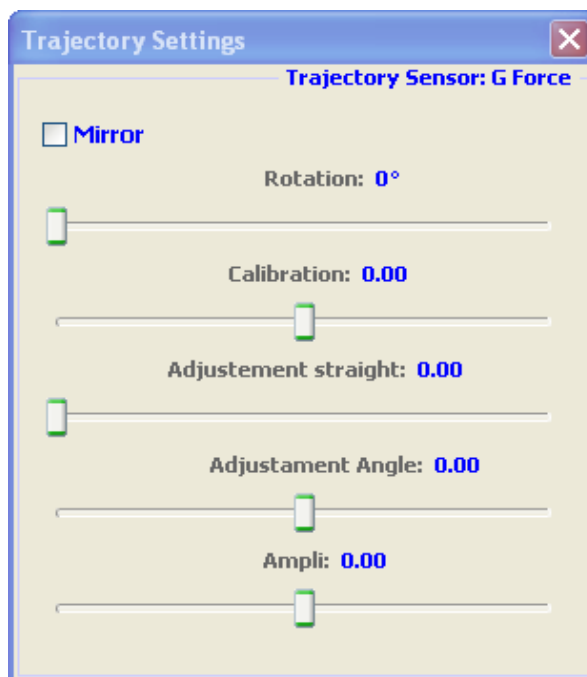 Trajectory Settings
Trajectory Sensor: G Force
Mirror
Rotation: 0°
Calibration: 0.00
Adjustement straight: 0.00
Adjustament Angle: 0.00
Ampli: 0.00